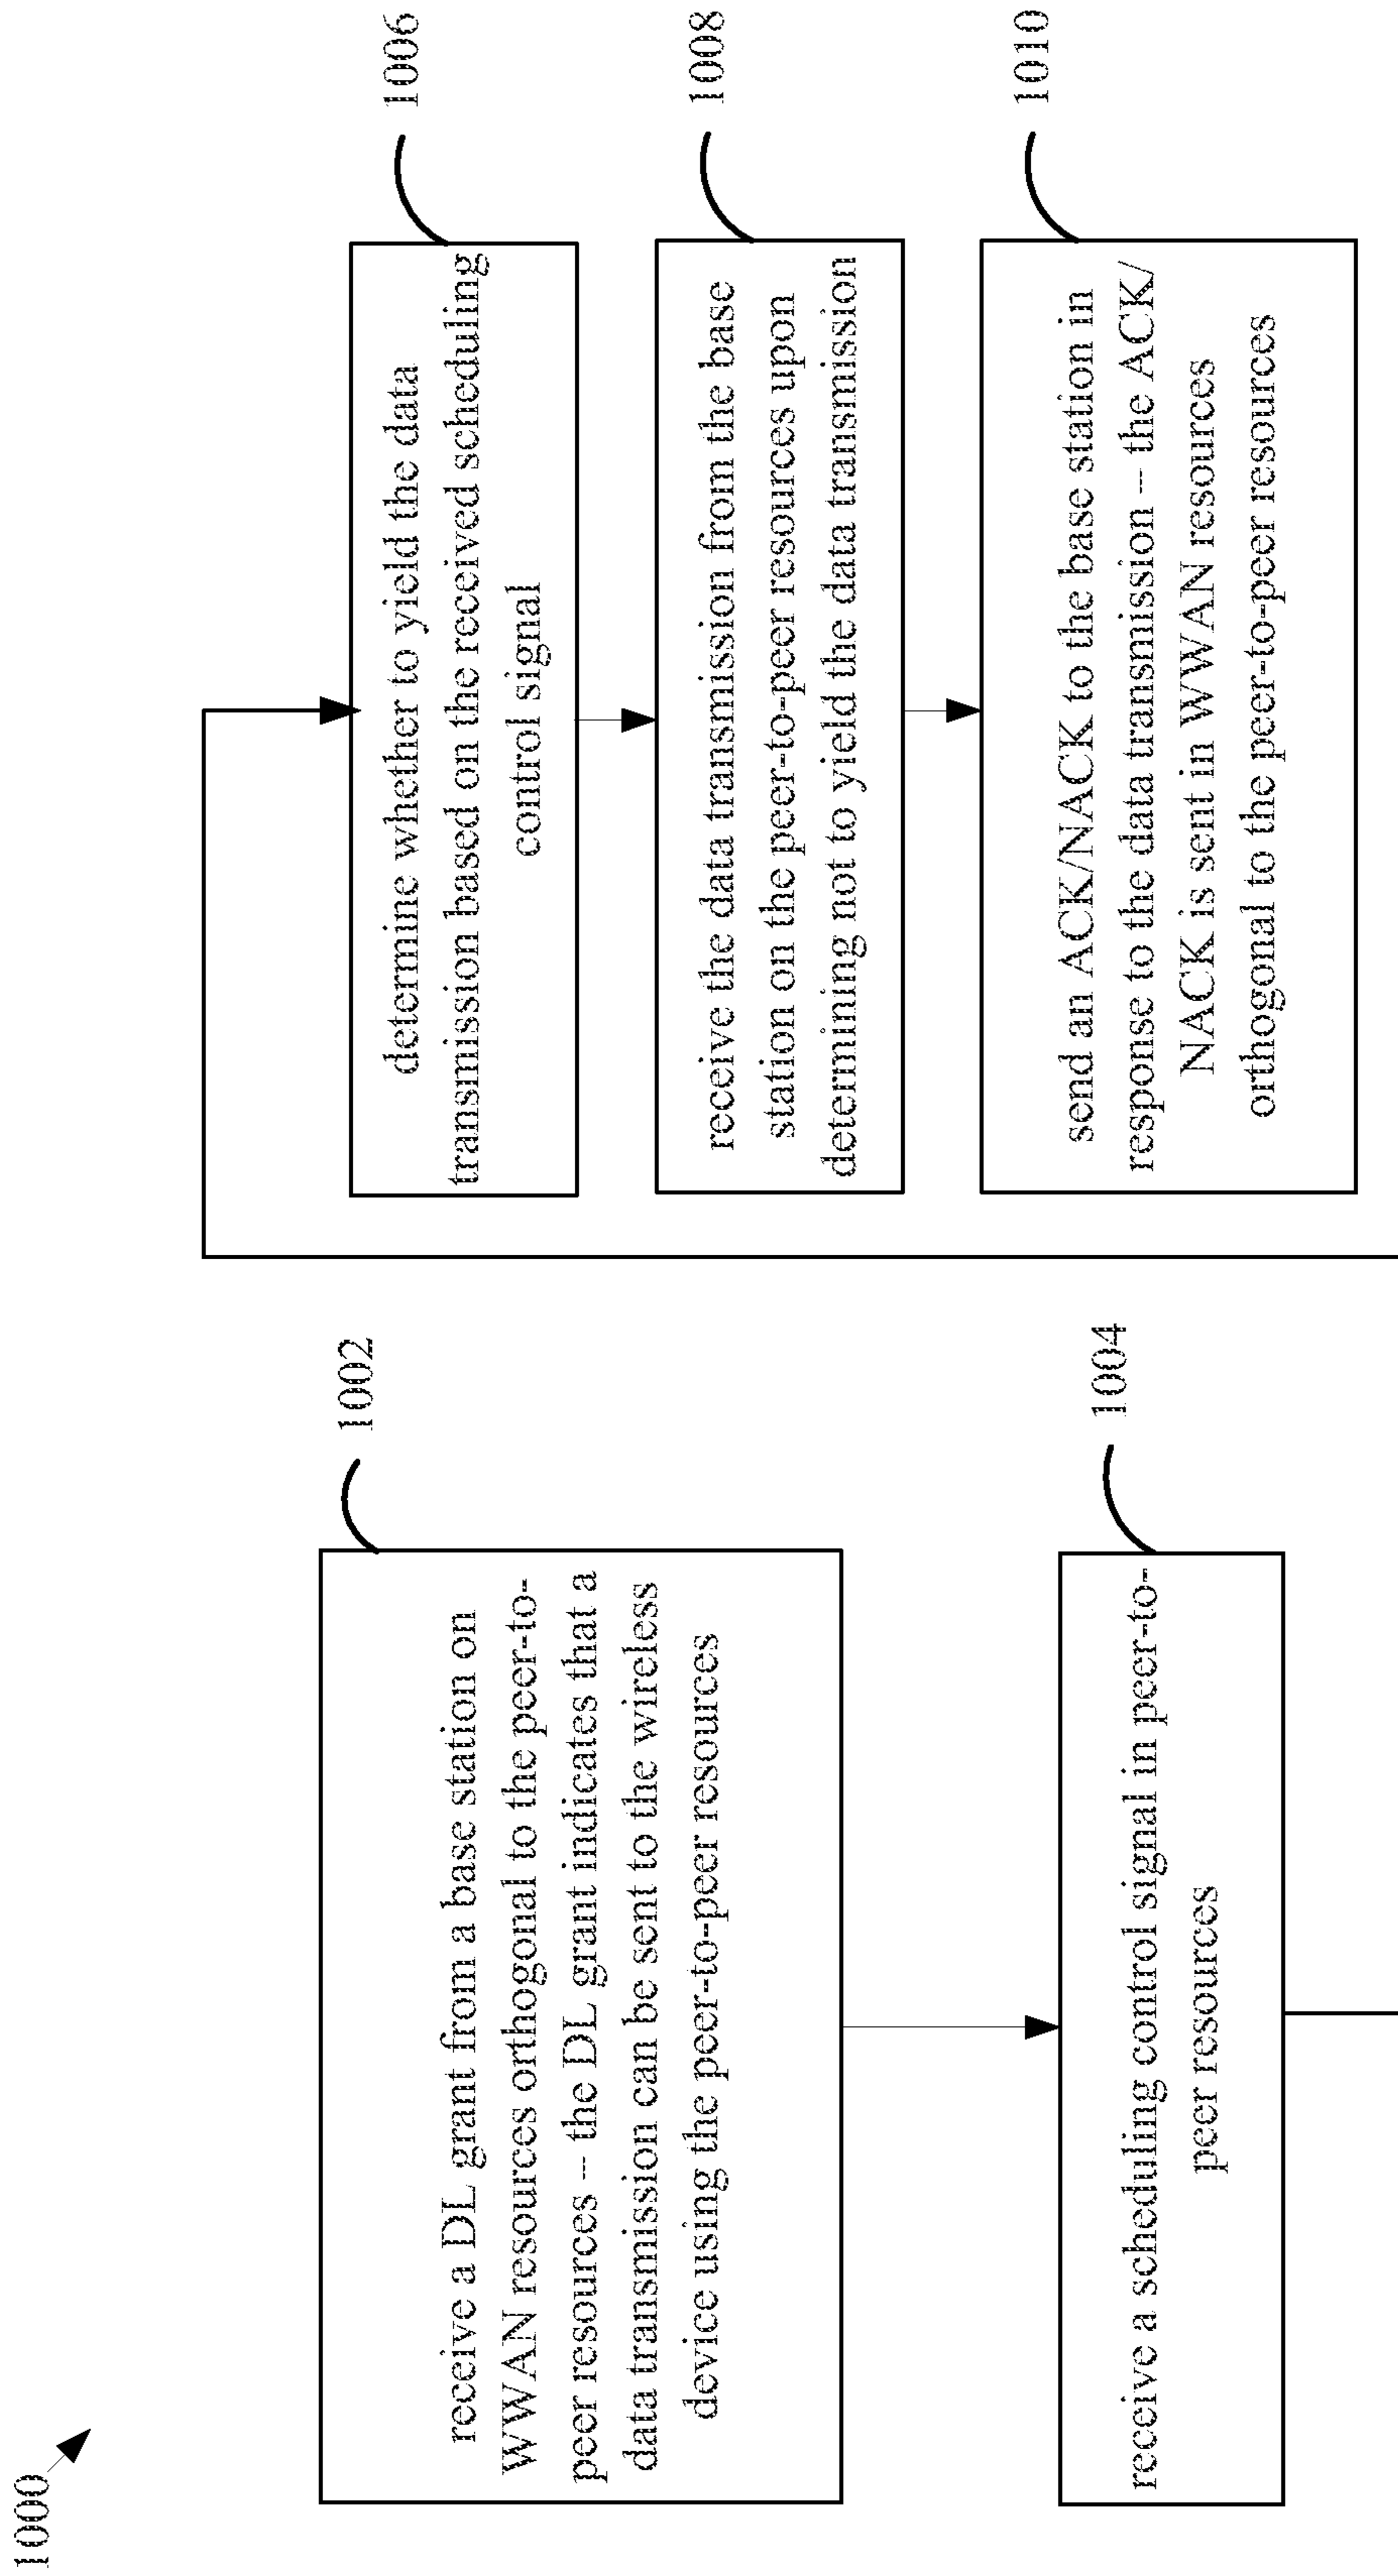 1000
1002
receive a DL grant from a base station on
WWAN resources orthogonal to the peer-to-
peer resources -- the DL grant indicates that a
data transmission can be sent to the wireless
device using the peer-to-peer resources
1004
receive a scheduling control signal in peer-to-
peer resources
1006
determine whether to yield the data
transmission based on the received scheduling
control signal
1008
receive the data transmission from the base
station on the peer-to-peer resources upon
determining not to yield the data transmission
1010
send an ACK/NACK to the base station in
response to the data transmission -- the ACK/
NACK is sent in WWAN resources
orthogonal to the peer-to-peer resources